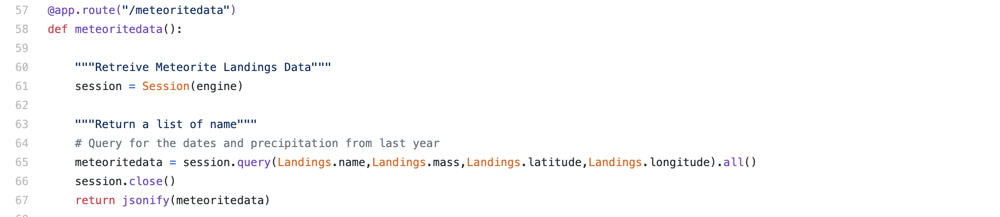 57 @app.route("/meteoritedata")
58 def meteoritedata():
59
60 """Retreive Meteorite Landings Data"""
61 session = Session(engine)
62
63 """Return a list of name"""
64 # Query for the dates and precipitation from last year
65 meteoritedata = session.query(Landings.name,Landings.mass,Landings.latitude,Landings.longitude).all()
66 session.close()
67 return jsonify(meteoritedata)